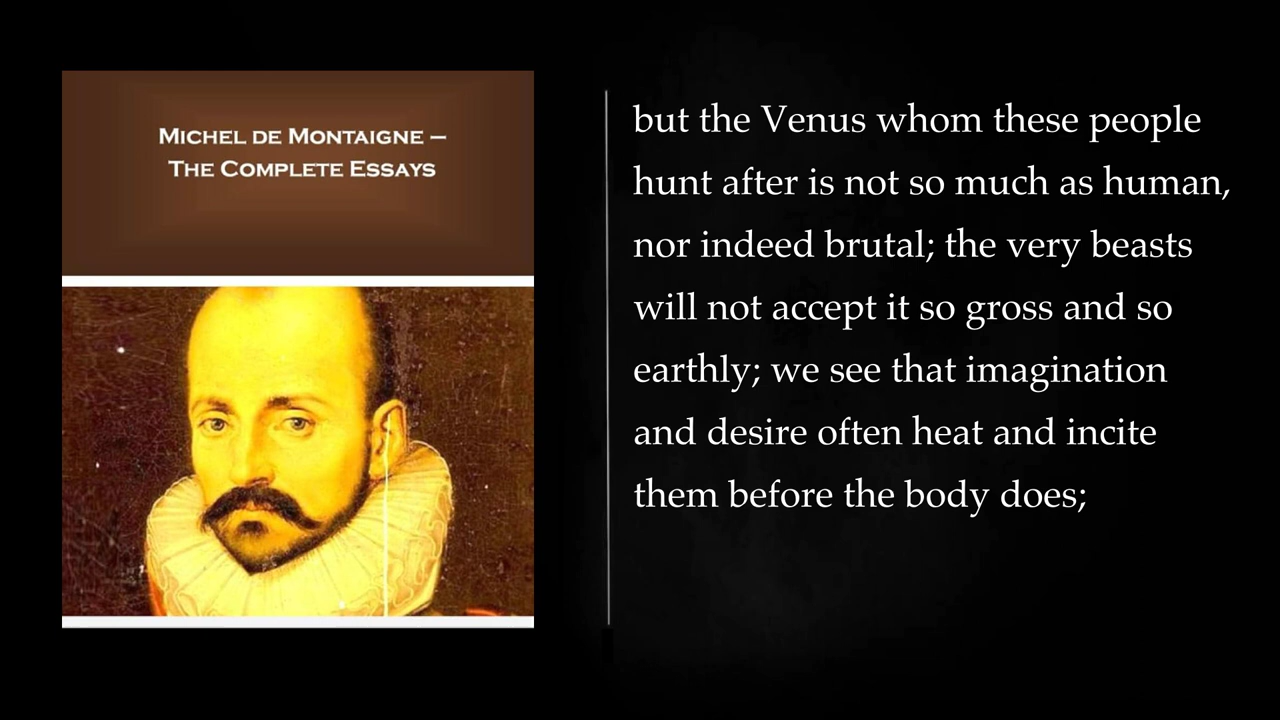 MICHEL DE MONTAIGNE –
THE COMPLETE ESSAYS
but the Venus whom these people
hunt after is not so much as human,
nor indeed brutal; the very beasts
will not accept it so gross and so
earthly; we see that imagination
and desire often heat and incite
them before the body does;